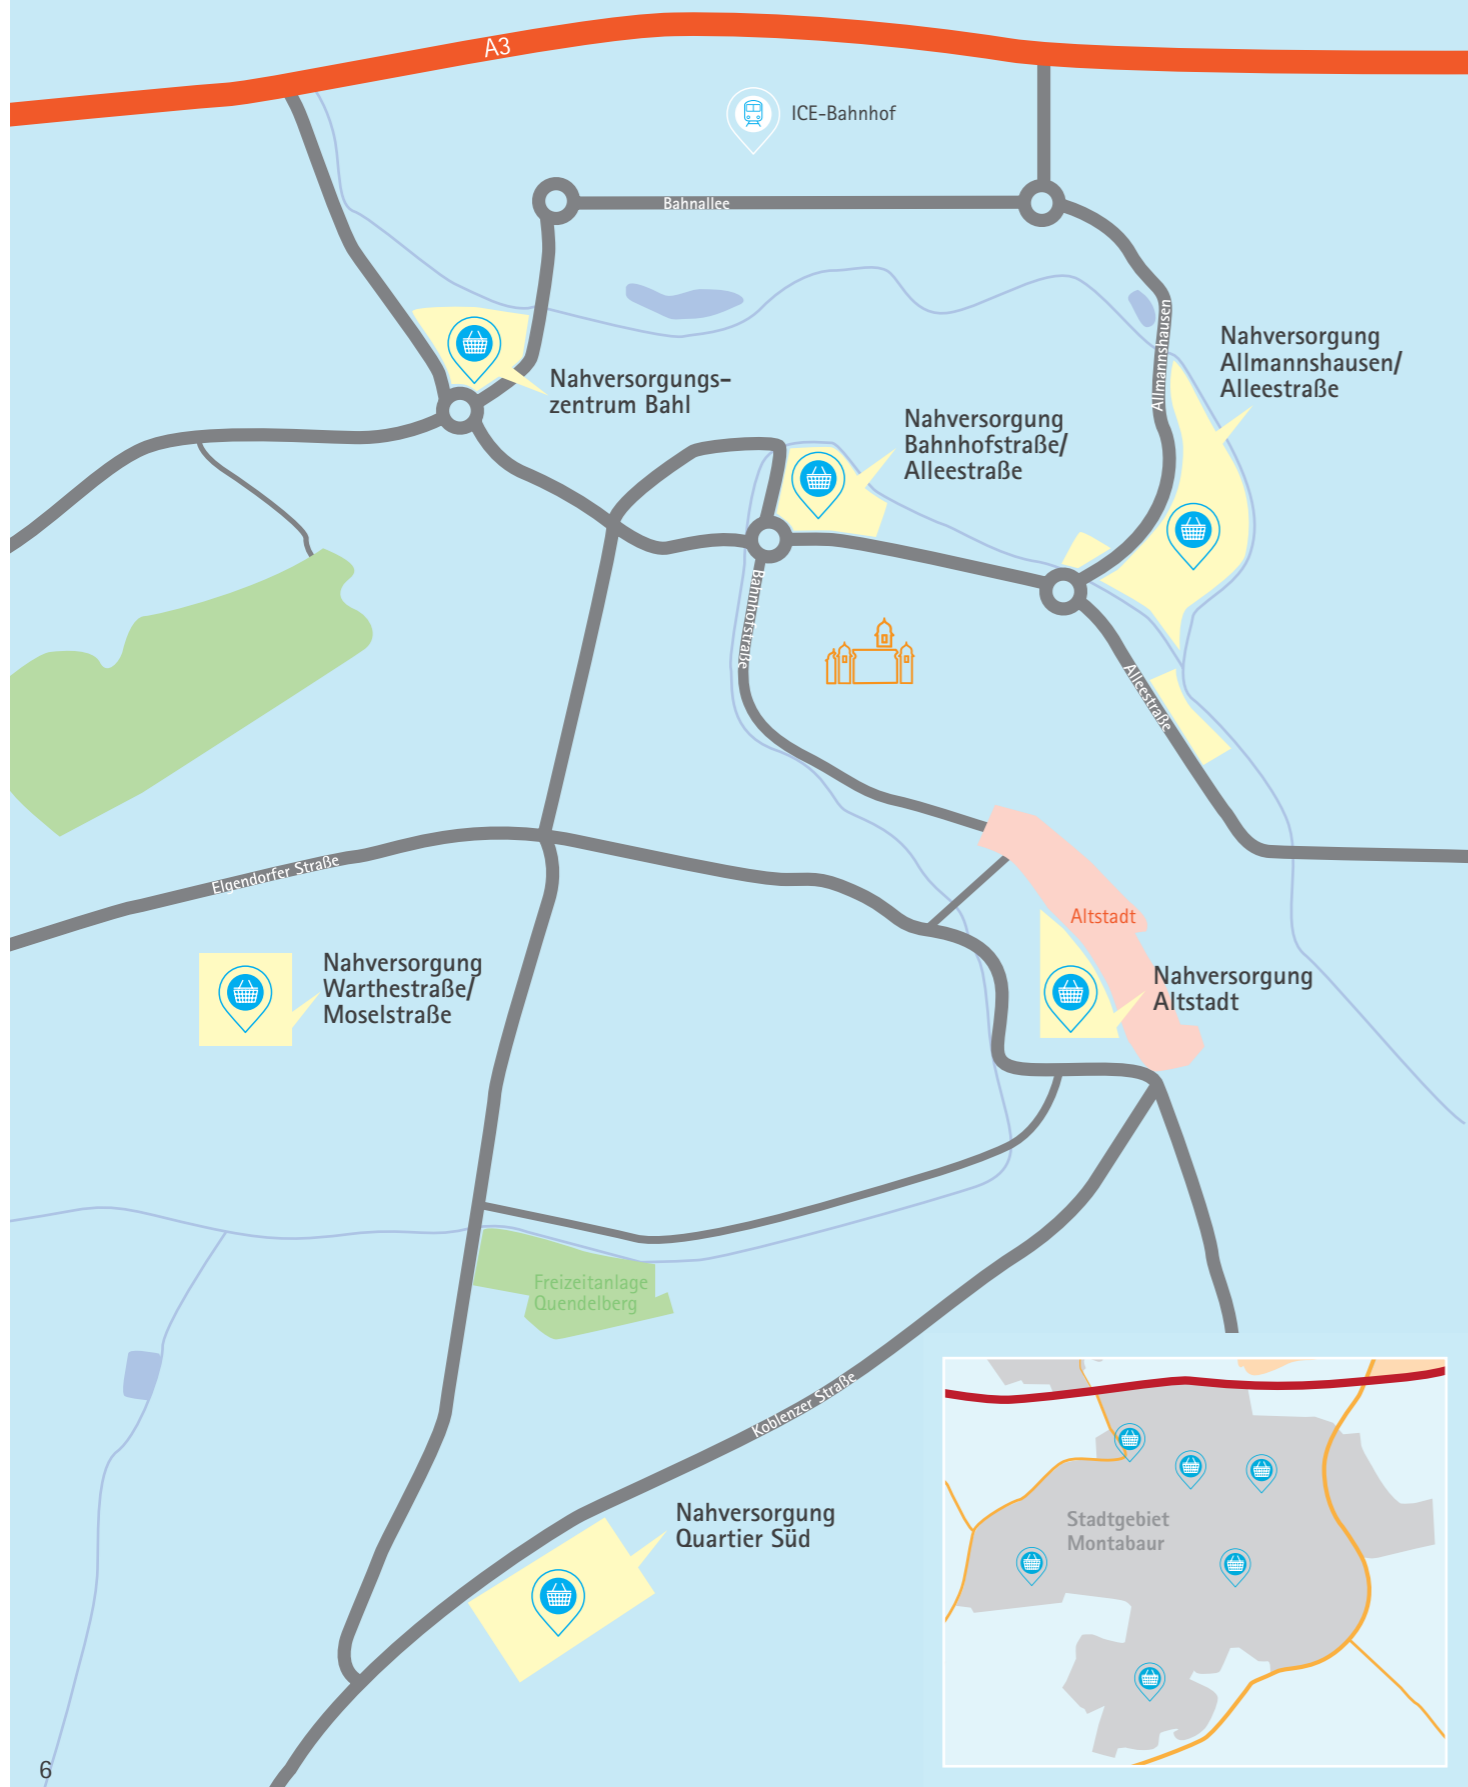 A3
ICE-Bahnhof
Bahnallee
Allmannshausen
Nahversorgung
Allmannshausen/
Alleestraße
Nahversorgungs-
zentrum Bahl
Nahversorgung
Bahnhofstraße/
Alleestraße
Bahnhofstraße
Alleestraße
Elgendorfer Straße
Altstadt
Nahversorgung
Warthestraße/
Moselstraße
Nahversorgung
Altstadt
Freizeitanlage
Quendelberg
Koblenzer Straße
Nahversorgung
Quartier Süd
Stadtgebiet
Montabaur
6